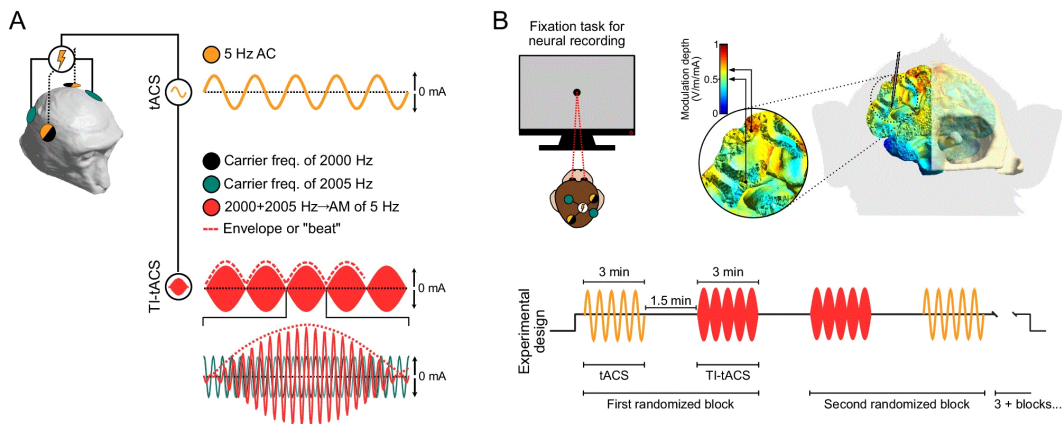 A
5 Hz AC
tACS
0 mA
Carrier freq. of 2000 Hz
Carrier freq. of 2005 Hz
2000+2005 Hz→AM of 5 Hz
Envelope or "beat"
TI-tACS
0 mA
0 mA
B
Fixation task for
neural recording
Modulation depth
(V/m/mA)
1
0.5
0
Experimental
design
3 min
1.5 min
3 min
tACS
TI-tACS
First randomized block
Second randomized block
3 + blocks...